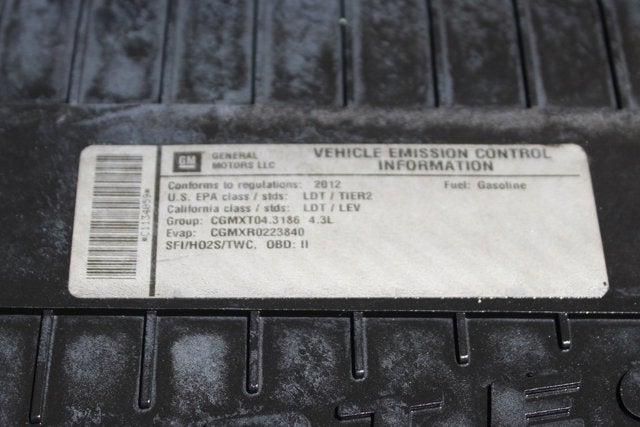 GM GENERAL MOTORS LLC
VEHICLE EMISSION CONTROL
INFORMATION
Conforms to regulations: 2012 Fuel: Gasoline
U.S. EPA class / stds: LDT / TIER2
California class / stds: LDT / LEV
Group: CGMXT04.3186 4.3L
Evap: CGMXR0223840
SFI/HO2S/TWC, OBD: II
*C1134859*